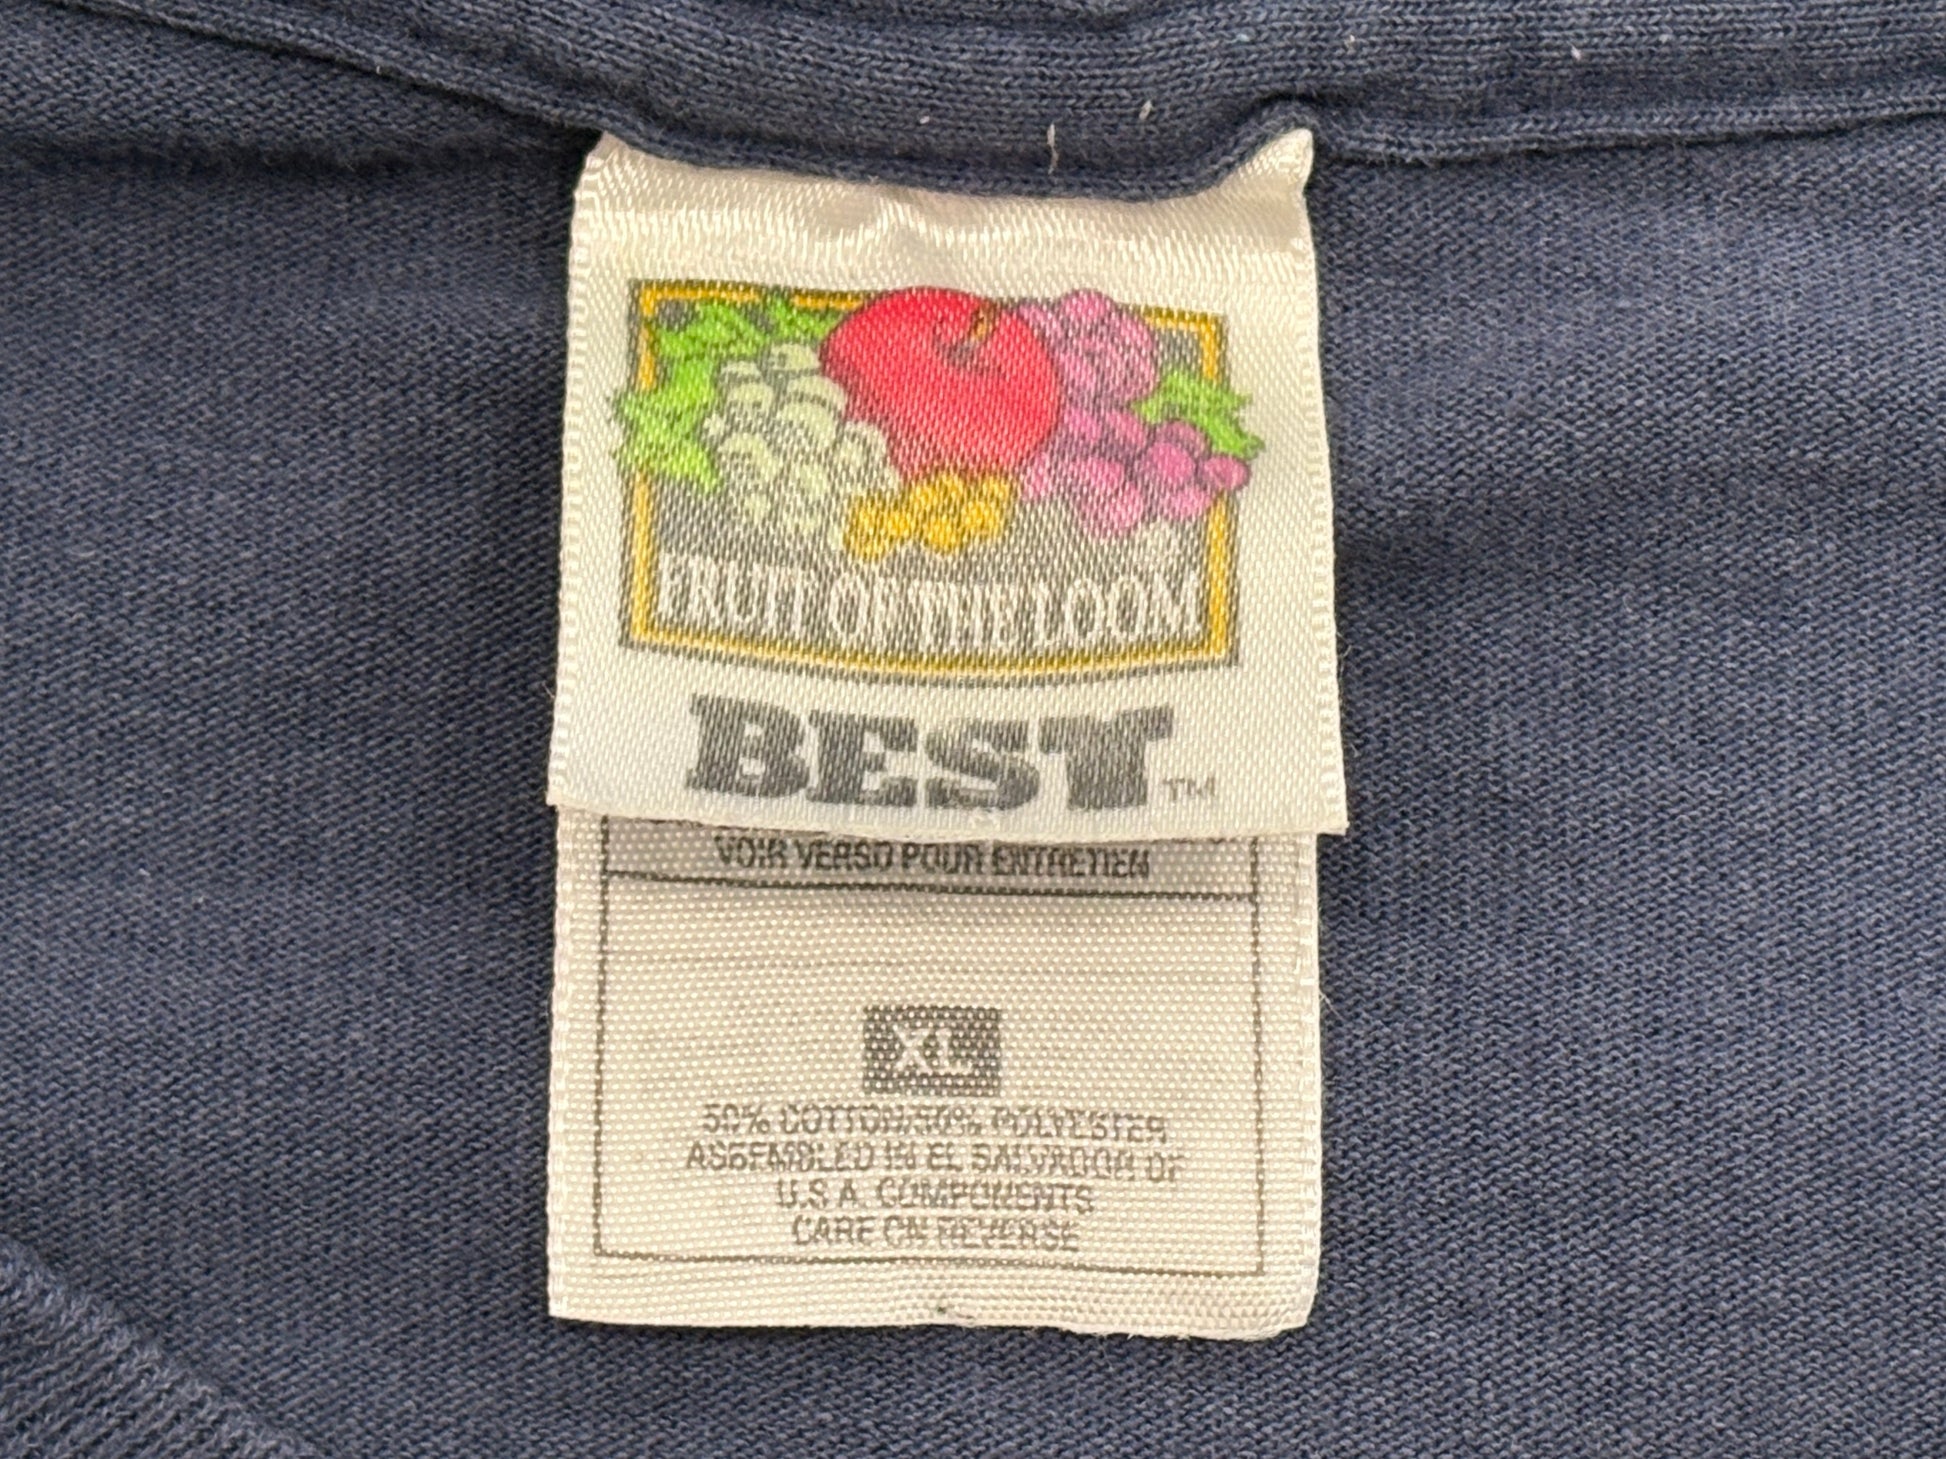 FRUIT OF THE LOOM
BEST™
VOIR VERSO POUR ENTRETIEN
XL
50% COTTON/50% POLYESTER
ASSEMBLED IN EL SALVADOR OF
U.S.A. COMPONENTS
CARE ON REVERSE